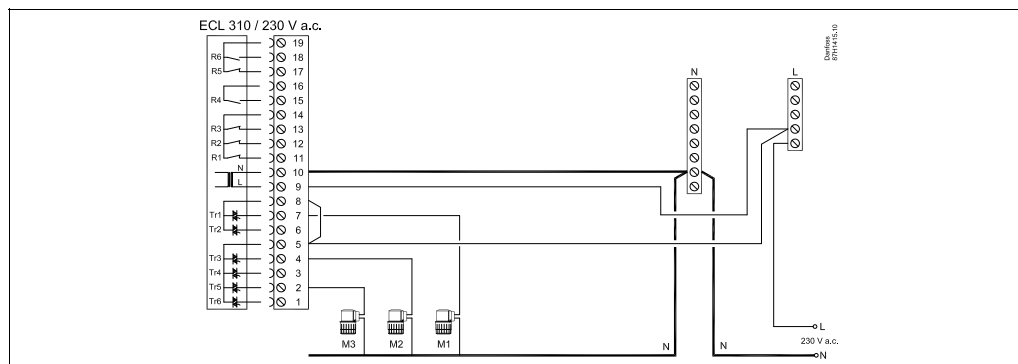 ECL 310 / 230 V a.c.
Danfoss
87H1415.10
19
R6 18
R5 17
16
R4 15
14
R3 13
R2 12
R1 11
N 10
L 9
8
Tr1 7
Tr2 6
5
Tr3 4
Tr4 3
Tr5 2
Tr6 1
N
L
M3 M2 M1
N N
L
230 V a.c.
N